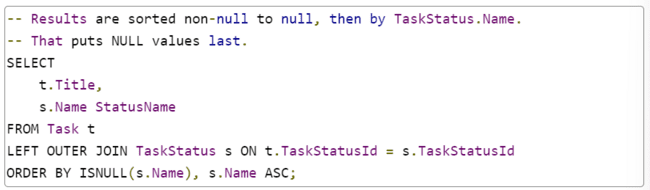 -- Results are sorted non-null to null, then by TaskStatus.Name.
-- That puts NULL values last.
SELECT
    t.Title,
    s.Name StatusName
FROM Task t
LEFT OUTER JOIN TaskStatus s ON t.TaskStatusId = s.TaskStatusId
ORDER BY ISNULL(s.Name), s.Name ASC;